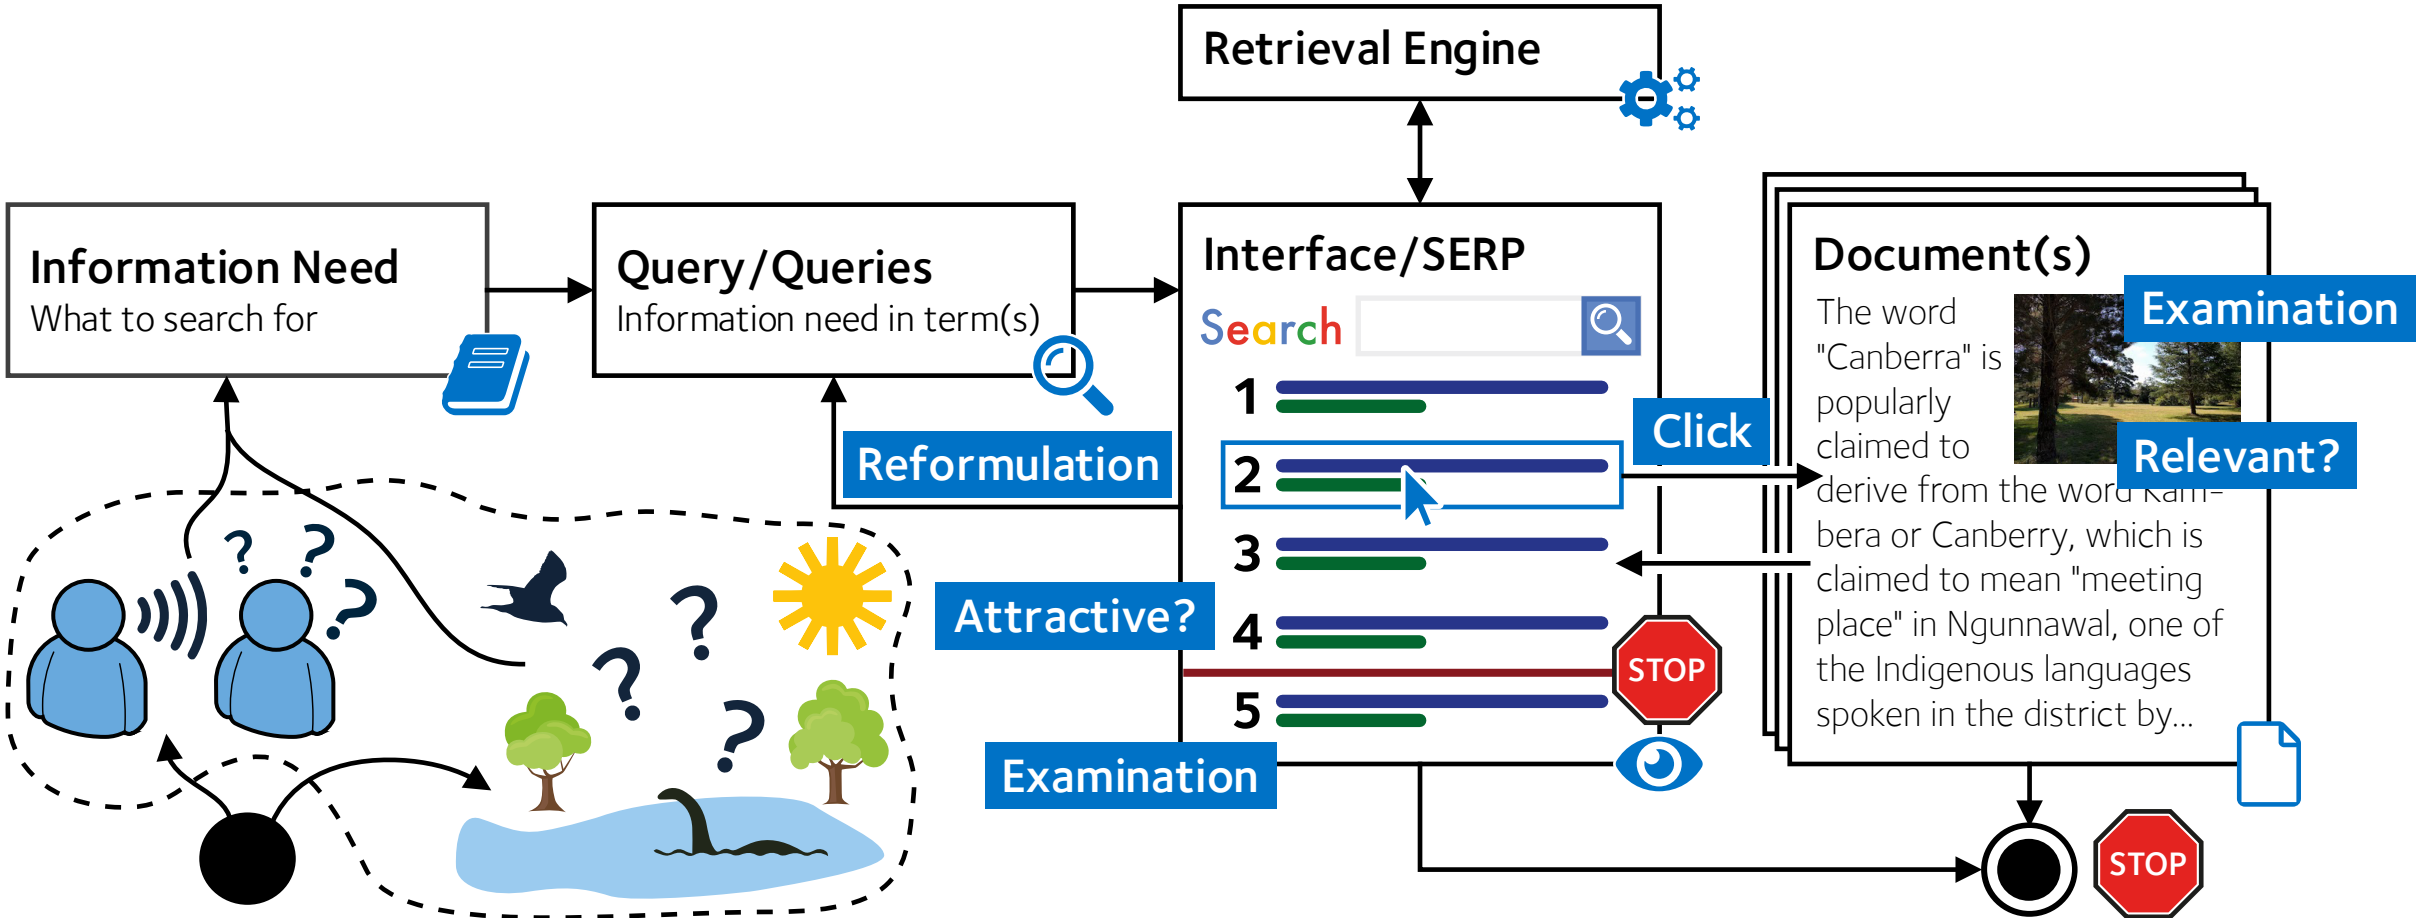 Retrieval Engine
Information Need
What to search for
Query/Queries
Information need in term(s)
Reformulation
Interface/SERP
Search
1
2
3
4
5
Attractive?
Examination
STOP
Click
Document(s)
The word
"Canberra" is
popularly
claimed to
derive from the word Kam-
bera or Canberry, which is
claimed to mean "meeting
place" in Ngunnawal, one of
the Indigenous languages
spoken in the district by...
Examination
Relevant?
STOP
? ? ?
? ? ?